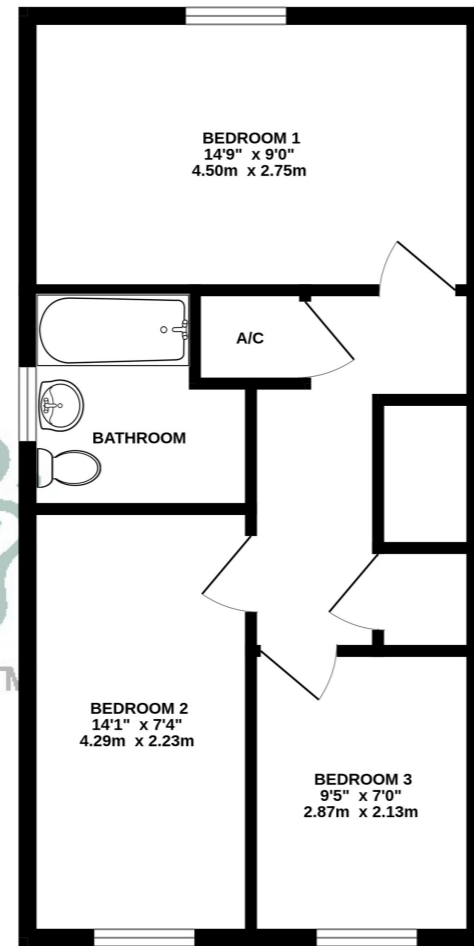 BEDROOM 1
14'9" x 9'0"
4.50m x 2.75m
A/C
BATHROOM
BEDROOM 2
14'1" x 7'4"
4.29m x 2.23m
BEDROOM 3
9'5" x 7'0"
2.87m x 2.13m